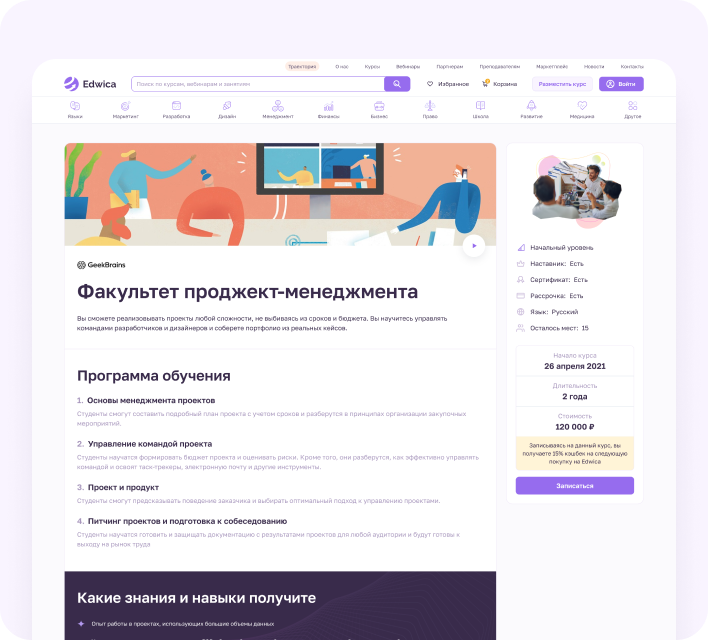 Траектория О нас Курсы Вебинары Партнерам Преподавателям Маркетплейс Новости Контакты
Edwica Поиск по курсам, вебинарам и занятиям Избранное Корзина Разместить курс Войти
Языки Маркетинг Разработка Дизайн Менеджмент Финансы Бизнес Право Школа Развитие Медицина Другое
GeekBrains
Факультет проджект-менеджмента
Вы сможете реализовывать проекты любой сложности, не выбиваясь из сроков и бюджета. Вы научитесь управлять
командами разработчиков и дизайнеров и соберете портфолио из реальных кейсов.
Программа обучения
1. Основы менеджмента проектов
Студенты смогут составить подробный план проекта с учетом сроков и разберутся в принципах организации закупочных
мероприятий.
2. Управление командой проекта
Студенты научатся формировать бюджет проекта и оценивать риски. Кроме того, они разберутся, как эффективно управлять
командой и освоят таск-трекеры, электронную почту и другие инструменты.
3. Проект и продукт
Студенты смогут предсказывать поведение заказчика и выбирать оптимальный подход к управлению проектами.
4. Питчинг проектов и подготовка к собеседованию
Студенты научатся готовить и защищать документацию с результатами проектов для любой аудитории и будут готовы к
выходу на рынок труда
Какие знания и навыки получите
Опыт работы в проектах, использующих большие объемы данных
Начальный уровень
Наставник: Есть
Сертификат: Есть
Рассрочка: Есть
Язык: Русский
Осталось мест: 15
Начало курса
26 апреля 2021
Длительность
2 года
Стоимость
120 000 ₽
Записываясь на данный курс, вы
получаете 15% кэшбек на следующую
покупку на Edwica
Записаться